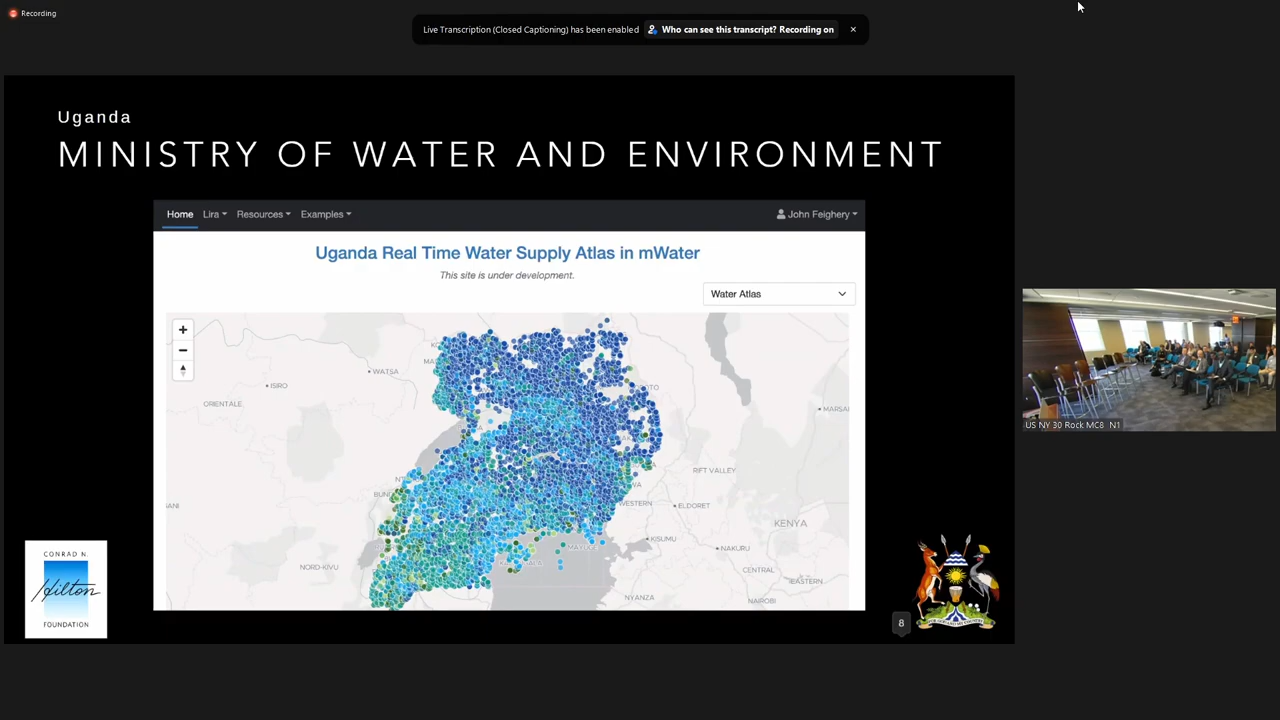 Recording
Live Transcription (Closed Captioning) has been enabled Who can see this transcript? Recording on
Uganda
MINISTRY OF WATER AND ENVIRONMENT
Home Lira Resources Examples John Feighery
Uganda Real Time Water Supply Atlas in mWater
This site is under development.
Water Atlas
WATSA
ISIRO
ORIENTALE
MARSA
RIFT VALLEY
WESTERN
ELDORET
KENYA
KISUMU
NAKURU
NORD-KIVU
CENTRAL
EASTERN
NYANZA
NAIROBI
US NY 30 Rock MC8 N1
CONRAD N.
Hilton
FOUNDATION
8